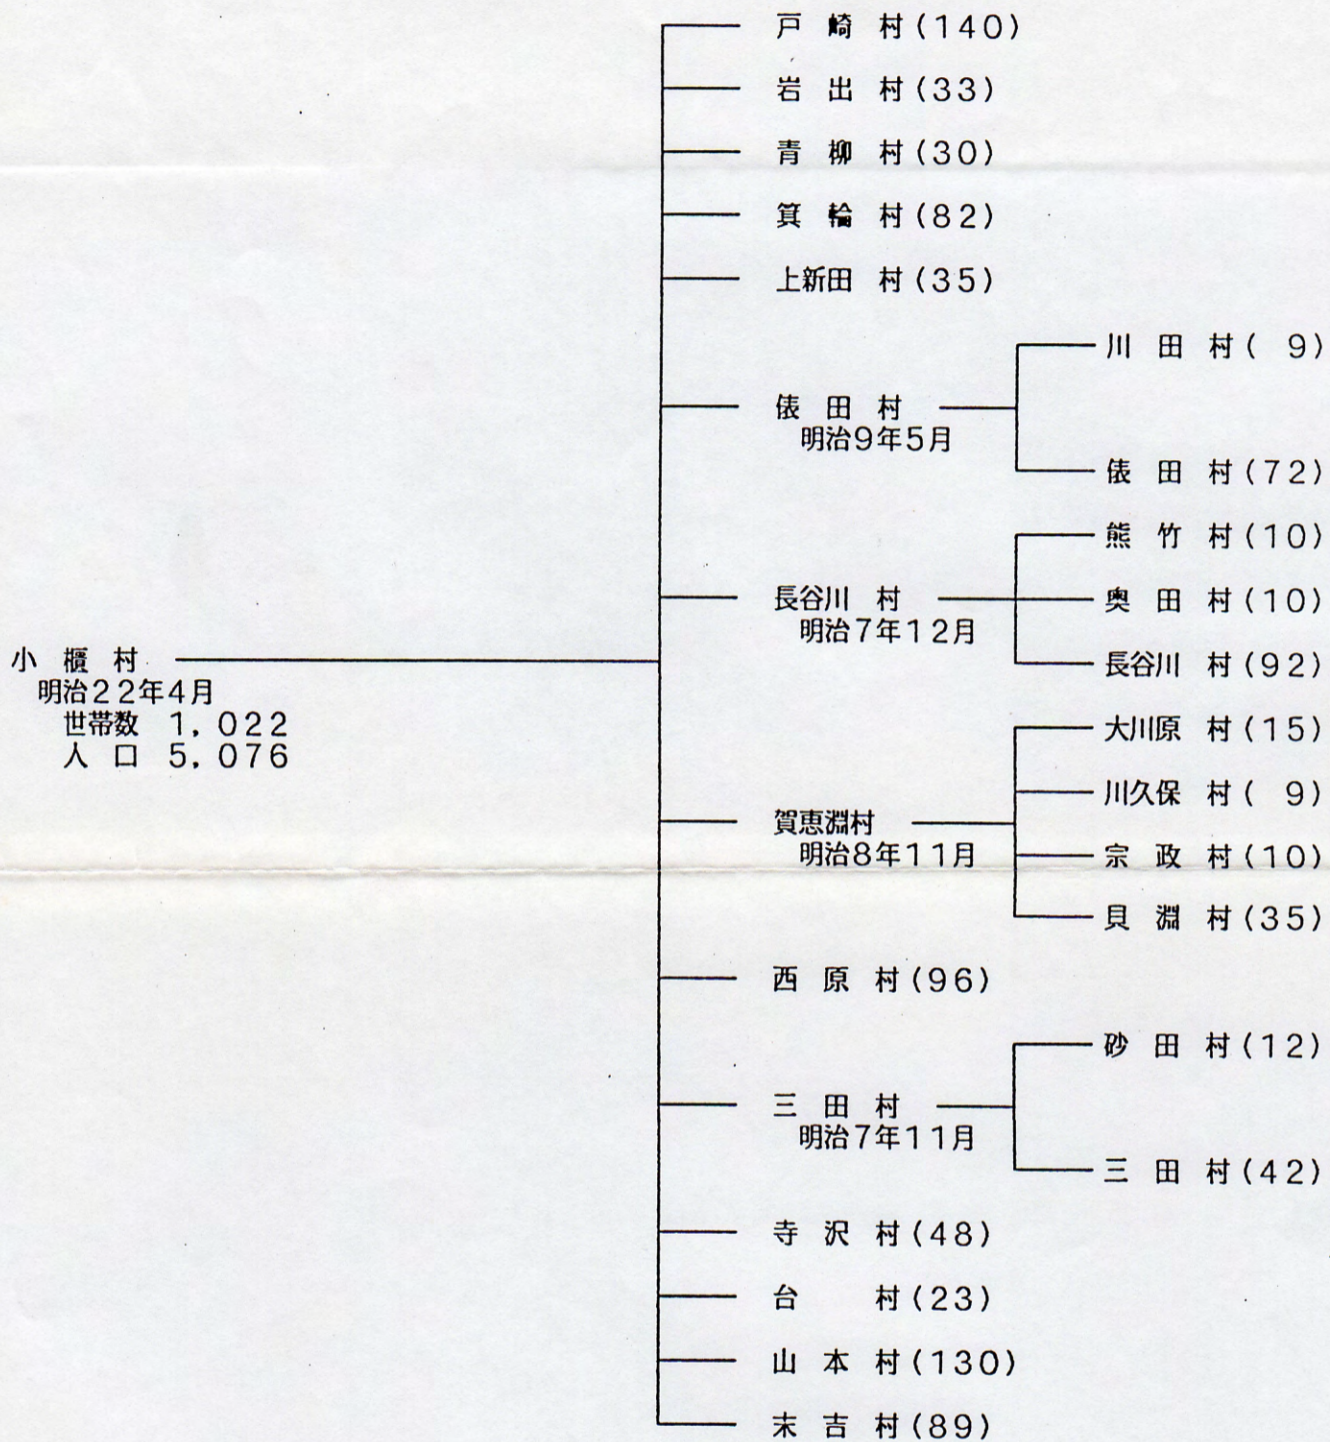 戸崎村(140)
岩出村(33)
青柳村(30)
箕輪村(82)
上新田村(35)
川田村( 9)
俵田村
明治9年5月
俵田村(72)
熊竹村(10)
長谷川村
明治7年12月
奥田村(10)
長谷川村(92)
小櫃村
明治22年4月
世帯数 1,022
人口 5,076
大川原村(15)
川久保村( 9)
賀恵淵村
明治8年11月
宗政村(10)
貝淵村(35)
西原村(96)
砂田村(12)
三田村
明治7年11月
三田村(42)
寺沢村(48)
台村(23)
山本村(130)
末吉村(89)